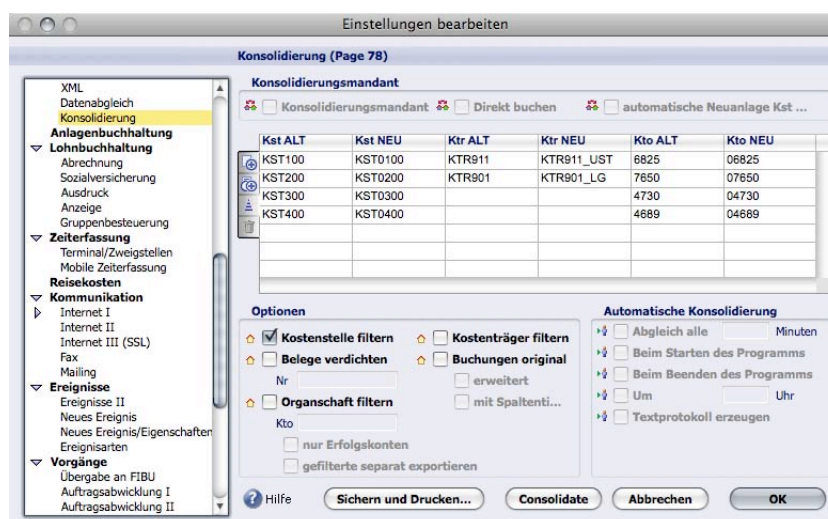 Einstellungen bearbeiten
Konsolidierung (Page 78)
XML
Datenabgleich
Konsolidierung
Anlagenbuchhaltung
Lohnbuchhaltung
Abrechnung
Sozialversicherung
Ausdruck
Anzeige
Gruppenbesteuerung
Zeiterfassung
Terminal/Zweigstellen
Mobile Zeiterfassung
Reisekosten
Kommunikation
Internet I
Internet II
Internet III (SSL)
Fax
Mailing
Ereignisse
Ereignisse II
Neues Ereignis
Neues Ereignis/Eigenschaften
Ereignisarten
Vorgänge
Übergabe an FIBU
Auftragsabwicklung I
Auftragsabwicklung II
Konsolidierungsmandant
Konsolidierungsmandant Direkt buchen automatische Neuanlage Kst ...
Kst ALT Kst NEU Ktr ALT Ktr NEU Kto ALT Kto NEU
KST100 KST0100 KTR911 KTR911_UST 6825 06825
KST200 KST0200 KTR901 KTR901_LG 7650 07650
KST300 KST0300 4730 04730
KST400 KST0400 4689 04689
Optionen
Kostenstelle filtern Kostenträger filtern
Belege verdichten Buchungen original
Nr erweitert
Organschaft filtern mit Spaltenti...
Kto
nur Erfolgskonten
gefilterte separat exportieren
Automatische Konsolidierung
Abgleich alle Minuten
Beim Starten des Programms
Beim Beenden des Programms
Um Uhr
Textprotokoll erzeugen
Hilfe Sichern und Drucken... Consolidate Abbrechen OK